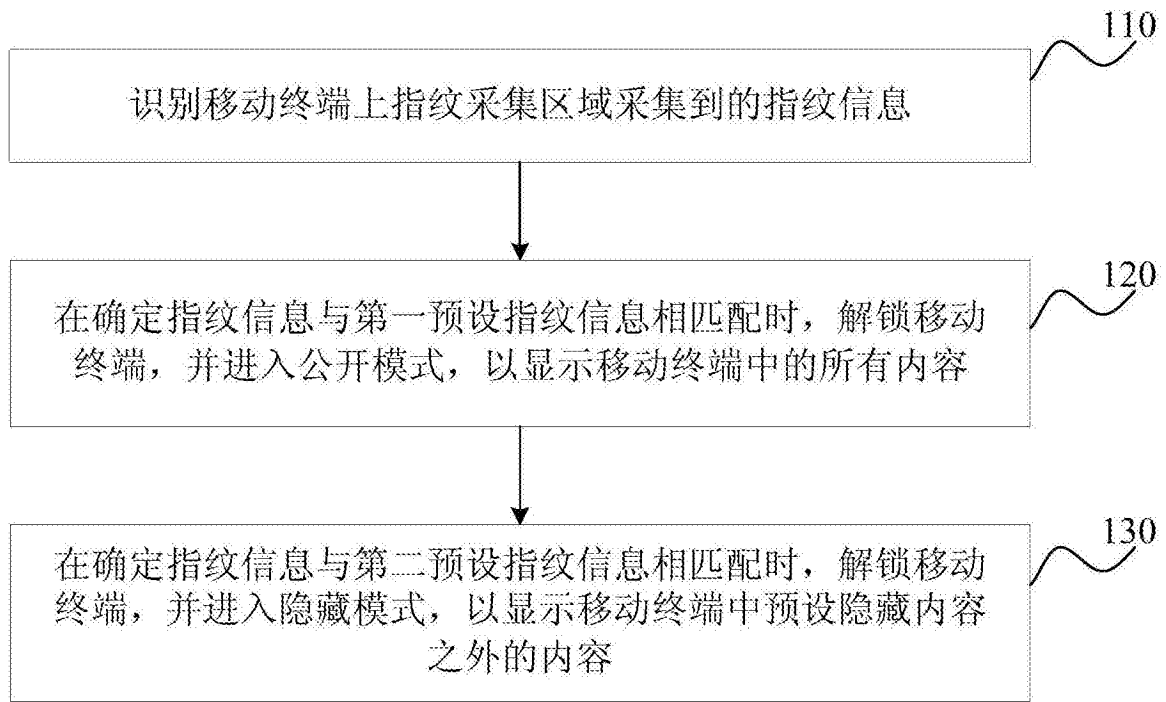 110
识别移动终端上指纹采集区域采集到的指纹信息
120
在确定指纹信息与第一预设指纹信息相匹配时，解锁移动
终端，并进入公开模式，以显示移动终端中的所有内容
130
在确定指纹信息与第二预设指纹信息相匹配时，解锁移动
终端，并进入隐藏模式，以显示移动终端中预设隐藏内容
之外的内容